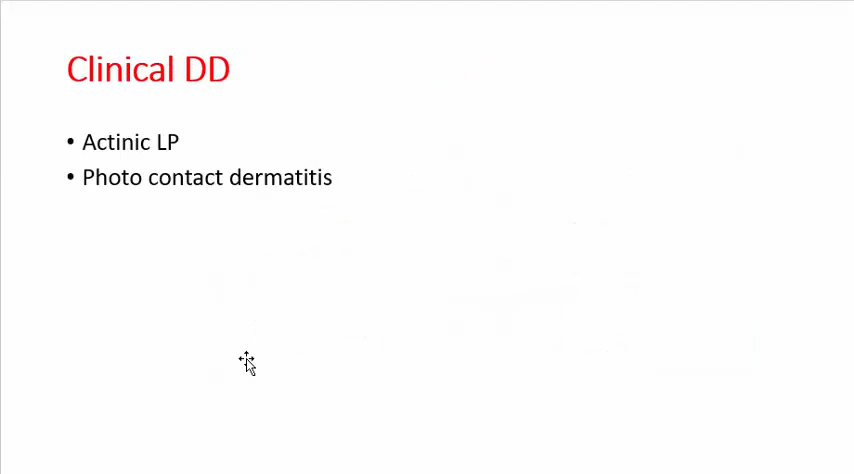 Clinical DD
• Actinic LP
• Photo contact dermatitis